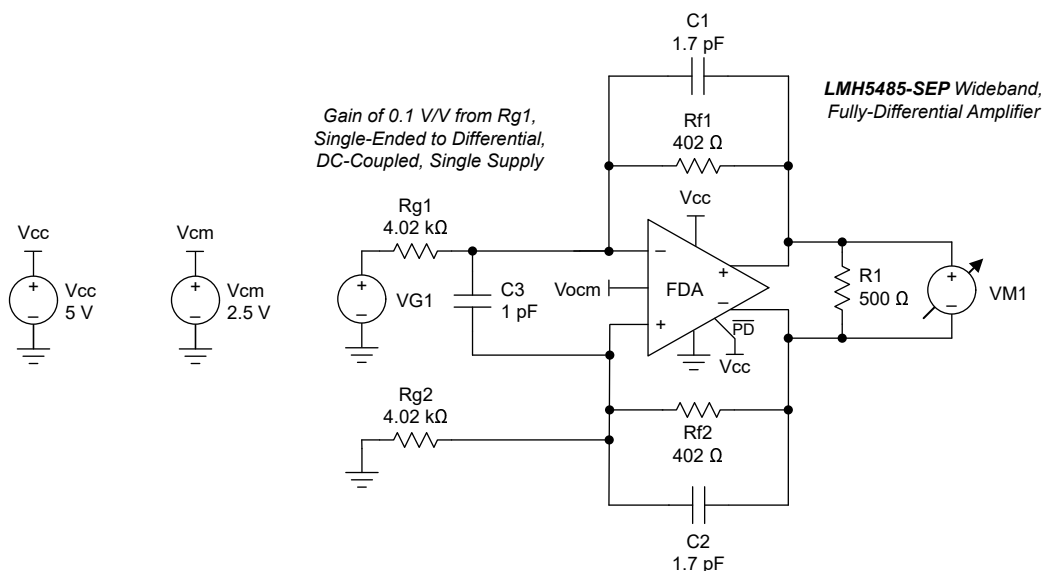 C1
1.7 pF
LMH5485-SEP Wideband,
Fully-Differential Amplifier
Gain of 0.1 V/V from Rg1,
Single-Ended to Differential,
DC-Coupled, Single Supply
Rf1
402 Ω
Vcc
Vcc
+
−
Vcc
5 V
Vcm
+
−
Vcm
2.5 V
Rg1
4.02 kΩ
+
−
VG1
C3
1 pF
Vocm
−
+
FDA
+
−
PD
Vcc
R1
500 Ω
+
−
VM1
Rg2
4.02 kΩ
Rf2
402 Ω
C2
1.7 pF